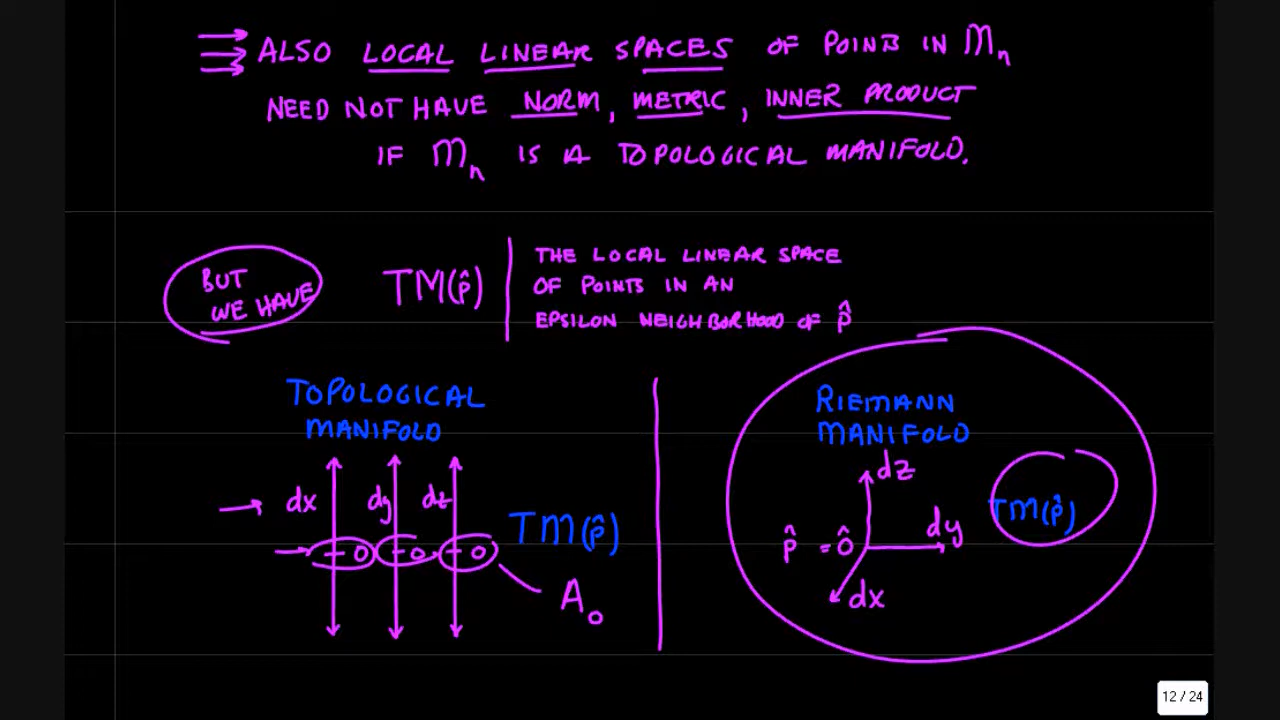 ALSO LOCAL LINEAR SPACES OF POINTS IN Mn
NEED NOT HAVE NORM, METRIC, INNER PRODUCT
IF Mn IS A TOPOLOGICAL MANIFOLD.
BUT
WE HAVE
TM(p̂)
THE LOCAL LINEAR SPACE
OF POINTS IN AN
EPSILON NEIGHBORHOOD OF p̂
TOPOLOGICAL
MANIFOLD
dx dy dz
0 0 0
TM(p̂)
A0
RIEMANN
MANIFOLD
dz
TM(p̂)
p̂ = 0̂
dy
dx
12 / 24